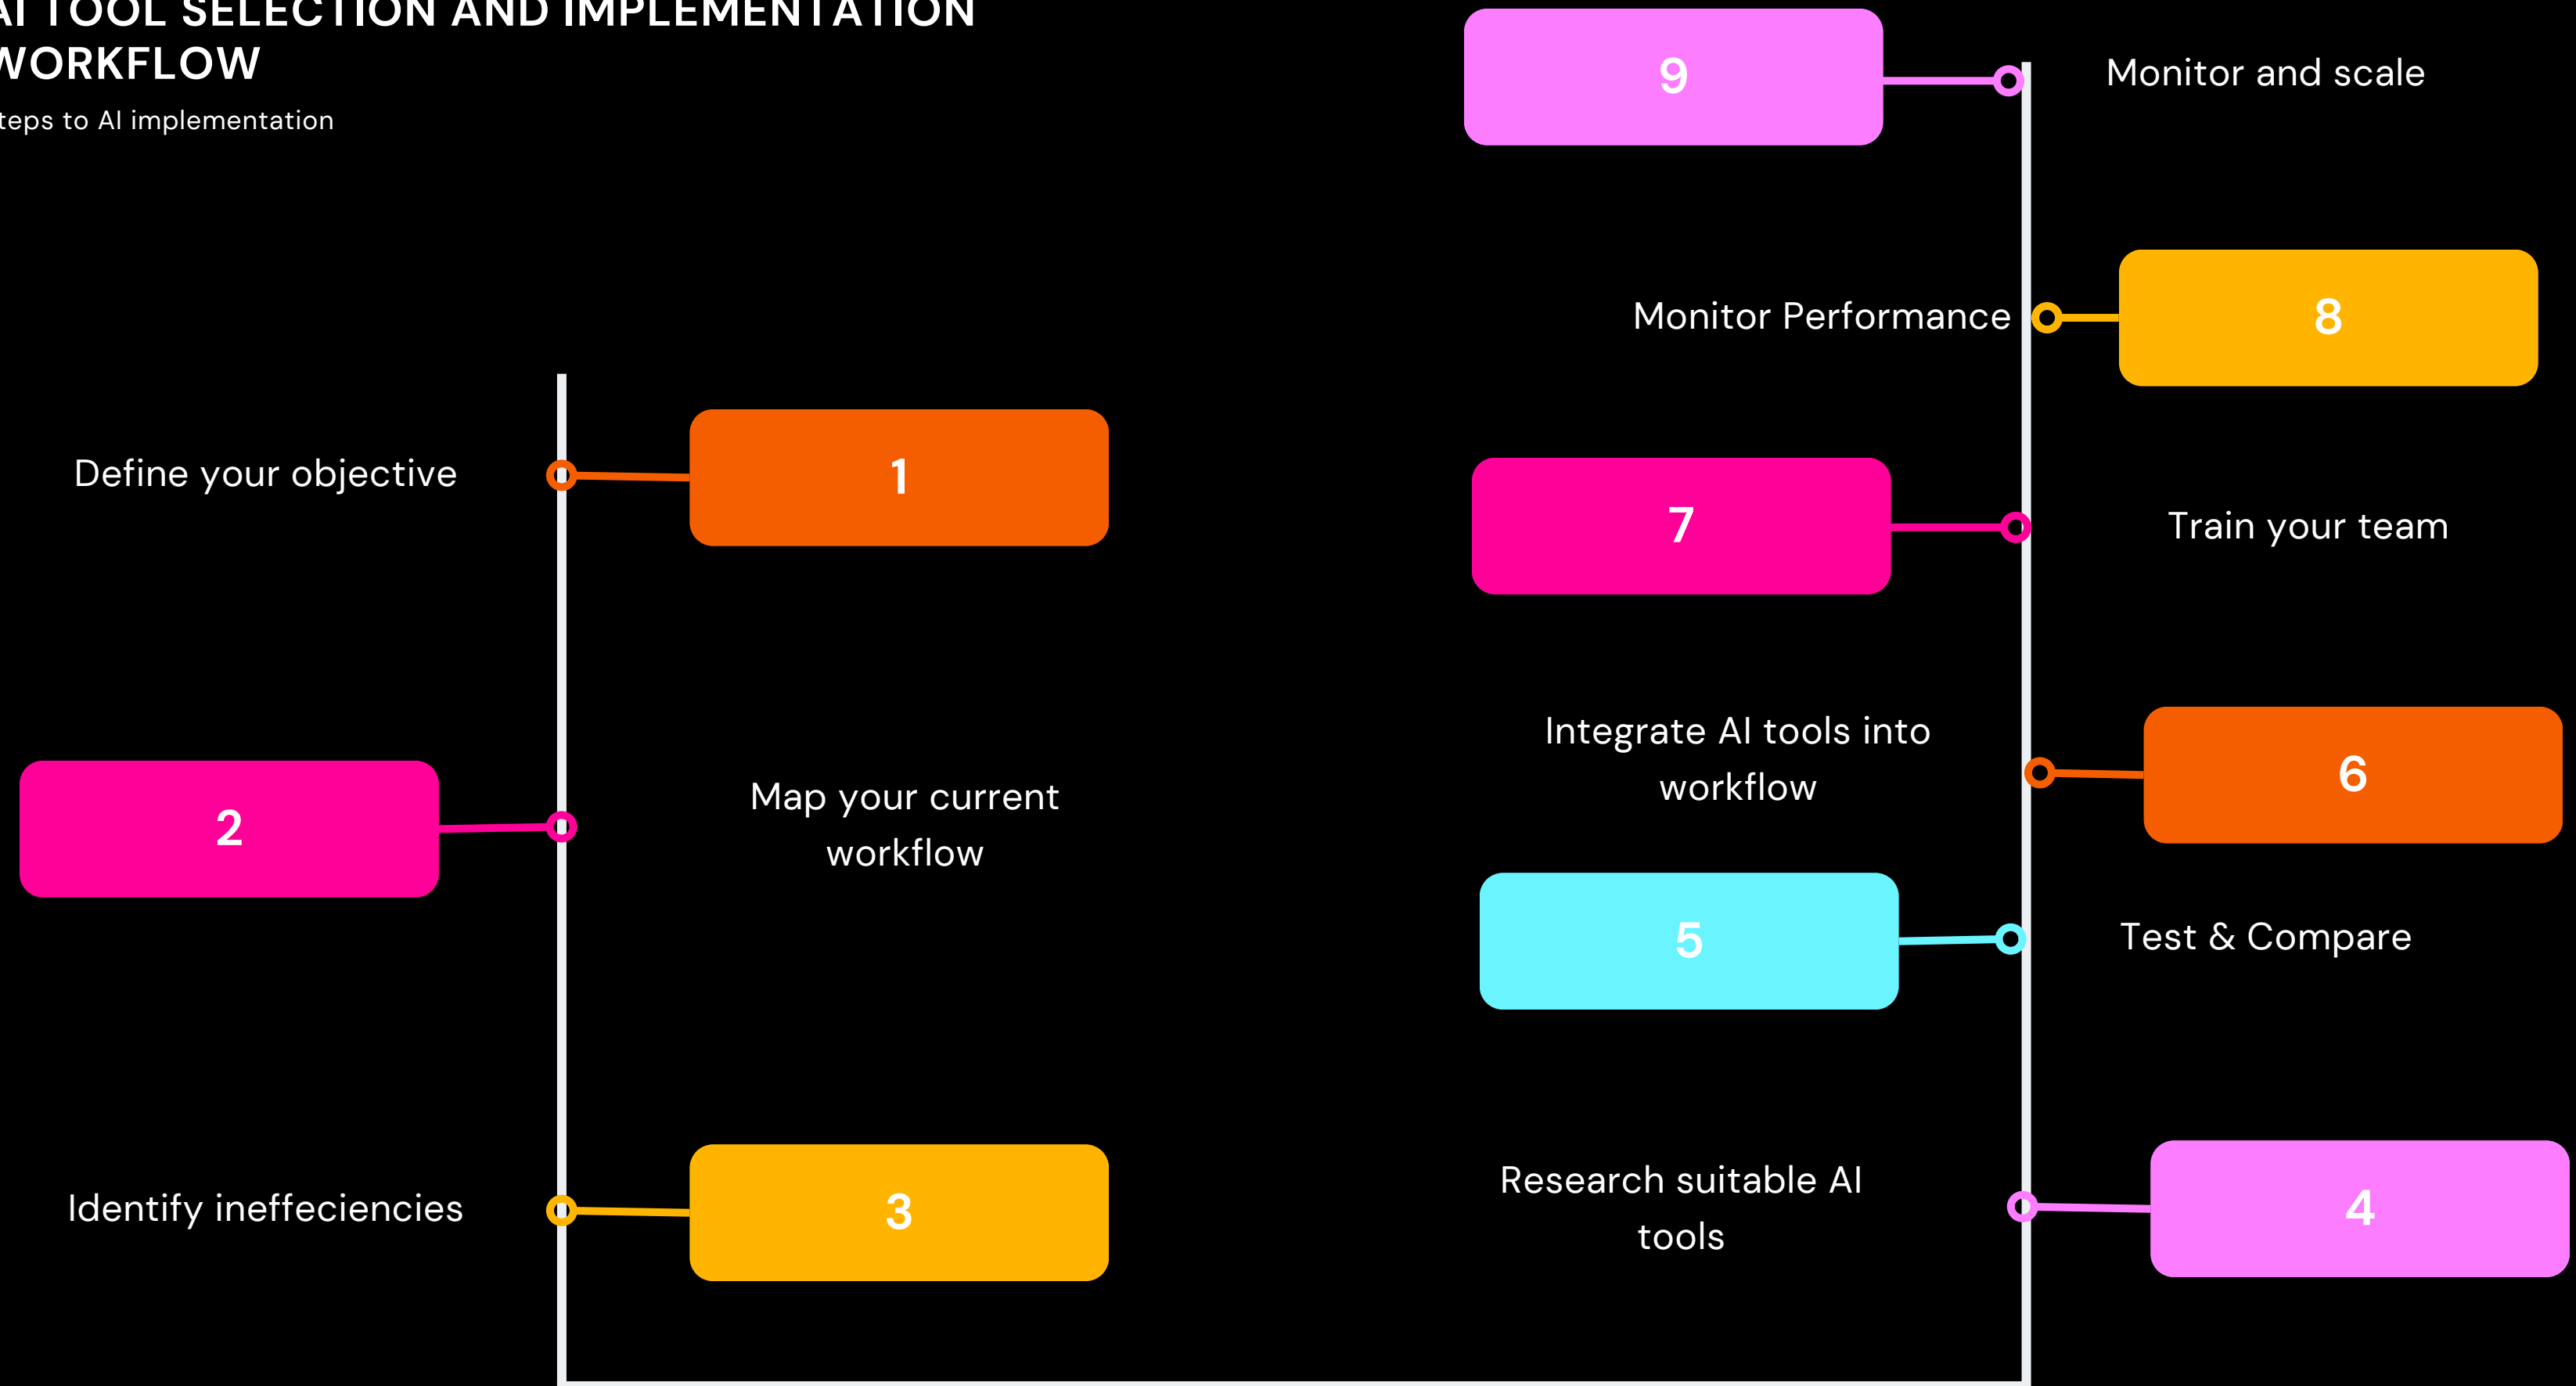 AI TOOL SELECTION AND IMPLEMENTATION
WORKFLOW
teps to AI implementation
Define your objective
1
2
Map your current
workflow
Identify ineffeciencies
3
Research suitable AI
tools
4
5
Test & Compare
Integrate AI tools into
workflow
6
7
Train your team
Monitor Performance
8
9
Monitor and scale